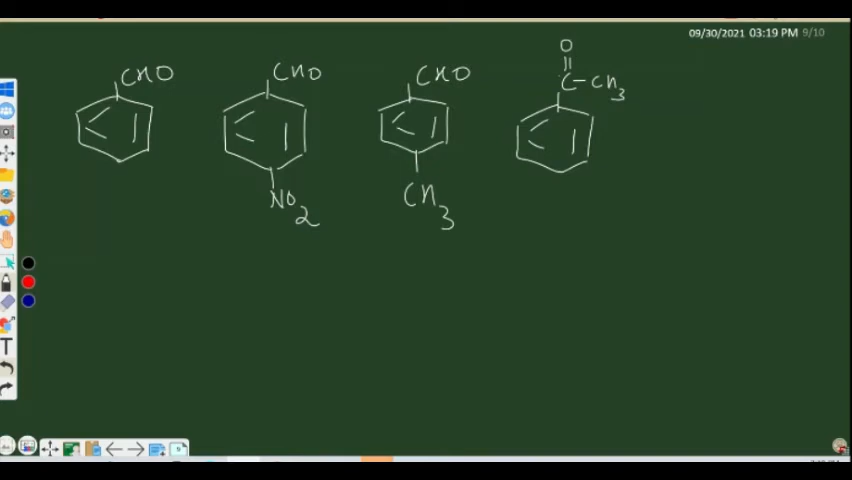 09/30/2021 03:19 PM 9/10
O
CHO CHO CHO C-CH3
NO2 CH3
T